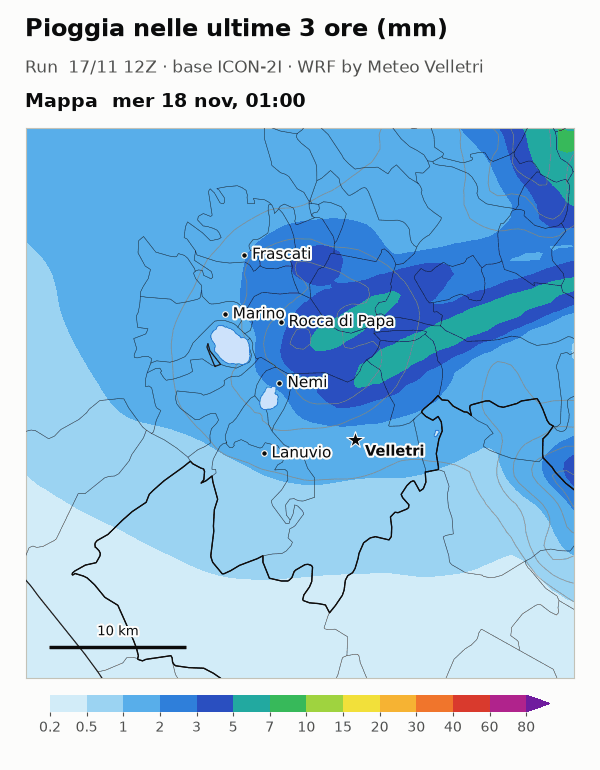 Pioggia nelle ultime 3 ore (mm)
Run  17/11 12Z · base ICON-2I · WRF by Meteo Velletri
Mappa  mer 18 nov, 01:00
Frascati
Marino
Rocca di Papa
Nemi
Velletri
Lanuvio
10 km
0.2 0.5 1 2 3 5 7 10 15 20 30 40 60 80